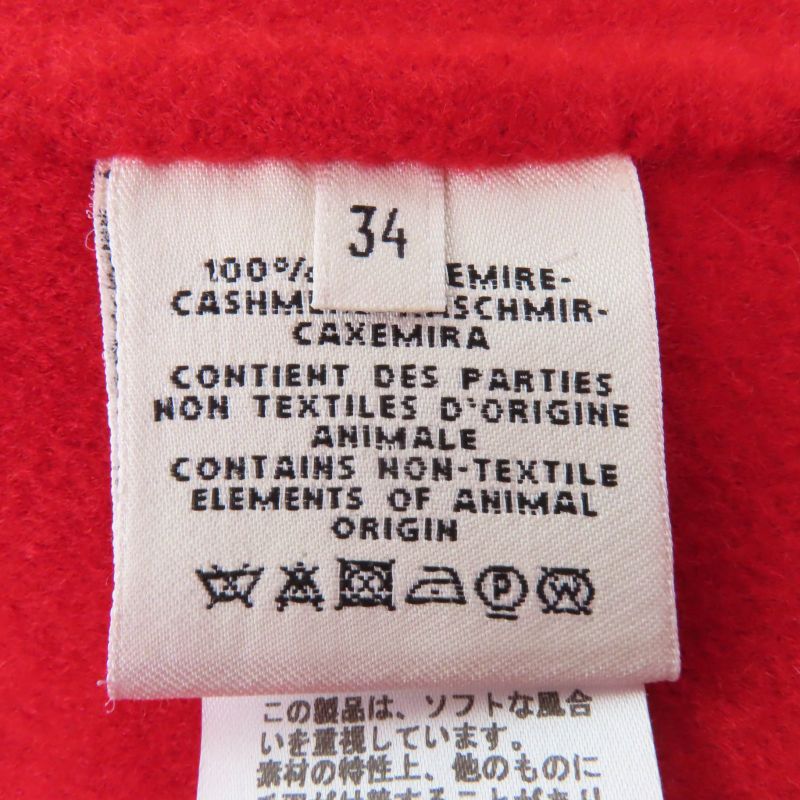 34
100% EMIRE-
CASHM SCHMIR-
CAXEMIRA
CONTIENT DES PARTIES
NON TEXTILES D'ORIGINE
ANIMALE
CONTAINS NON-TEXTILE
ELEMENTS OF ANIMAL
ORIGIN
P W
この製品は、ソフトな風合
いを重視しています。
素材の特性上、他のものに